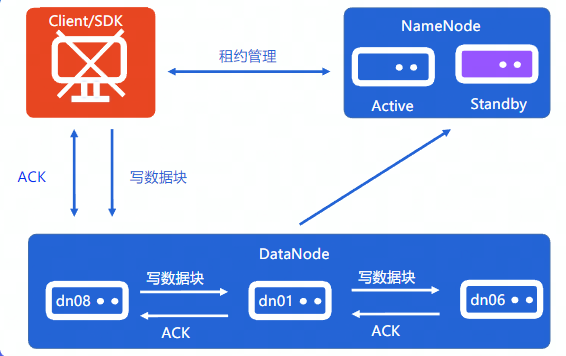 Client/SDK
NameNode
租约管理
Active
Standby
ACK
写数据块
DataNode
写数据块
写数据块
dn08
dn01
dn06
ACK
ACK